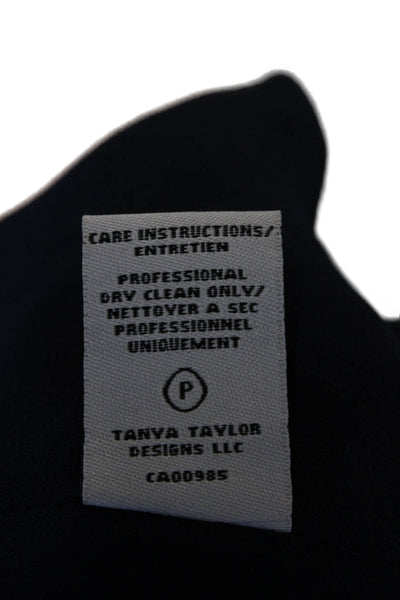 CARE INSTRUCTIONS/
ENTRETIEN
PROFESSIONAL
DRY CLEAN ONLY/
NETTOYER A SEC
PROFESSIONNEL
UNIQUEMENT
P
TANYA TAYLOR
DESIGNS LLC
CA00985